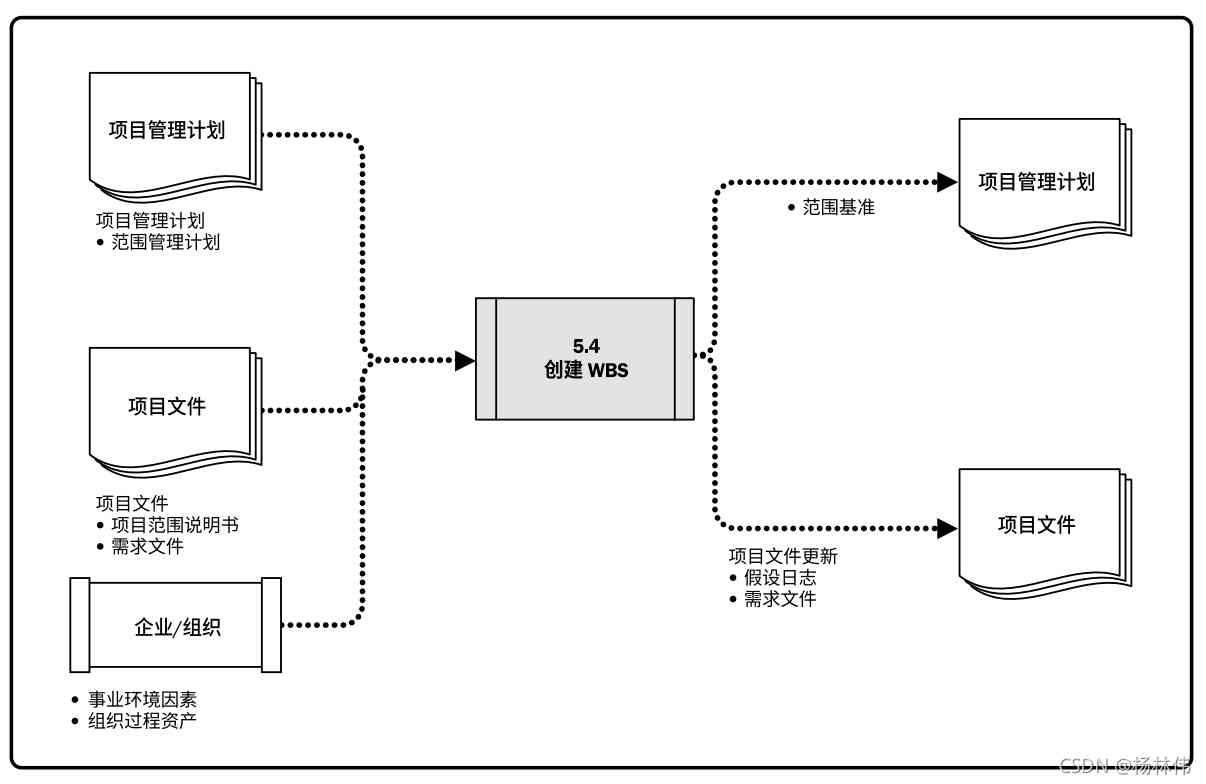 项目管理计划
项目管理计划
• 范围管理计划
项目文件
项目文件
• 项目范围说明书
• 需求文件
企业/组织
• 事业环境因素
• 组织过程资产
5.4
创建 WBS
• 范围基准
项目管理计划
项目文件
项目文件更新
• 假设日志
• 需求文件
CSDN @杨林伟